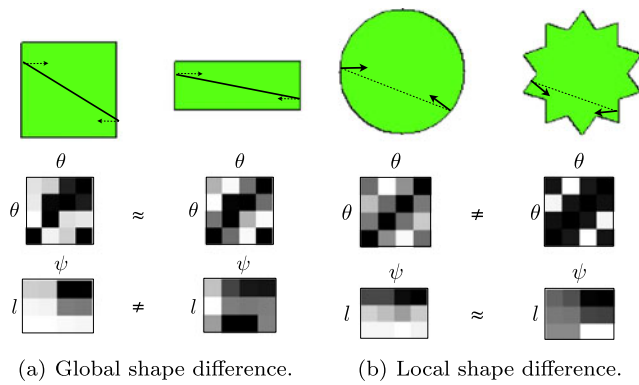 θ θ θ θ
θ ≈ θ ≠
ψ ψ ψ ψ
l ≠ l ≈
(a) Global shape difference. (b) Local shape difference.